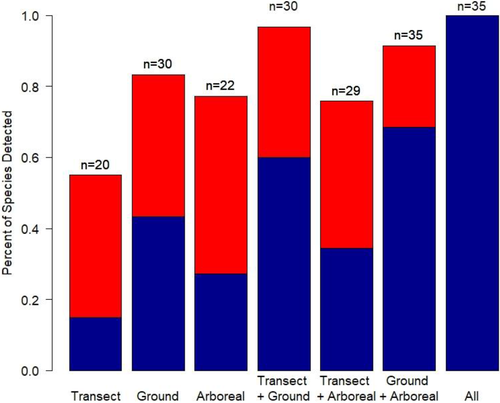 Percent of Species Detected
1.0
0.8
0.6
0.4
0.2
0.0
n=20
n=30
n=22
n=30
n=29
n=35
n=35
Transect
Ground
Arboreal
Transect
+ Ground
Transect
+ Arboreal
Ground
+ Arboreal
All